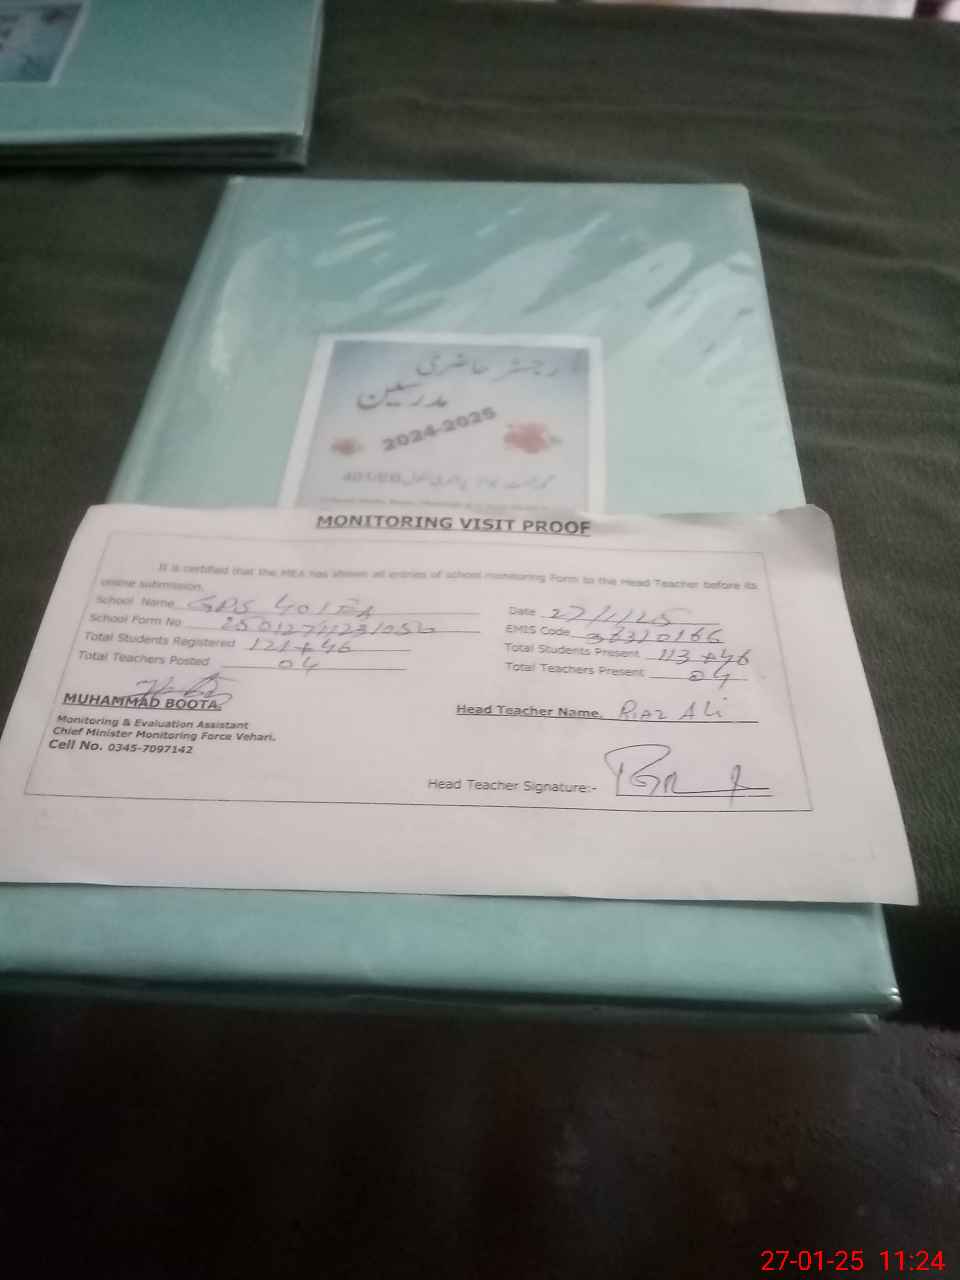 رجسٹر حاضری
مدرسین
2024-2025
MONITORING VISIT PROOF
It is certified that the MEA has shown all entries of school monitoring Form to the Head Teacher before its
online submission.
School Name GPS 401 EB
Date 27/1/25
School Form No
EMIS Code 36310166
Total Students Registered 121+46
Total Students Present 113+46
Total Teachers Posted 04
Total Teachers Present 04
MUHAMMAD BOOTA
Head Teacher Name. Riaz Ali
Monitoring & Evaluation Assistant
Chief Minister Monitoring Force Vehari.
Cell No. 0345-7097142
Head Teacher Signature:-
27-01-25 11:24